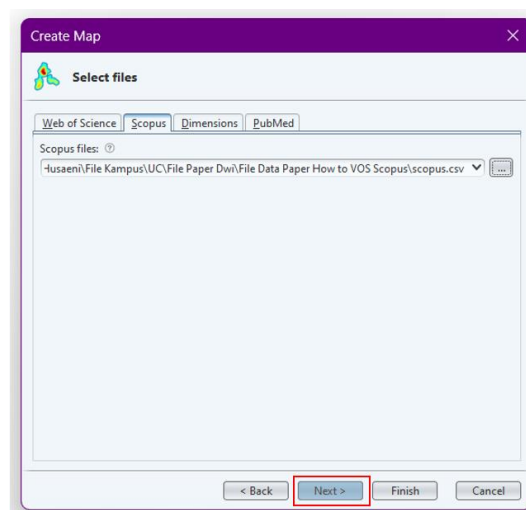 Create Map
Select files
Web of Science Scopus Dimensions PubMed
Scopus files:
Husaeni\File Kampus\UC\File Paper Dwi\File Data Paper How to VOS Scopus\scopus.csv ...
< Back Next > Finish Cancel